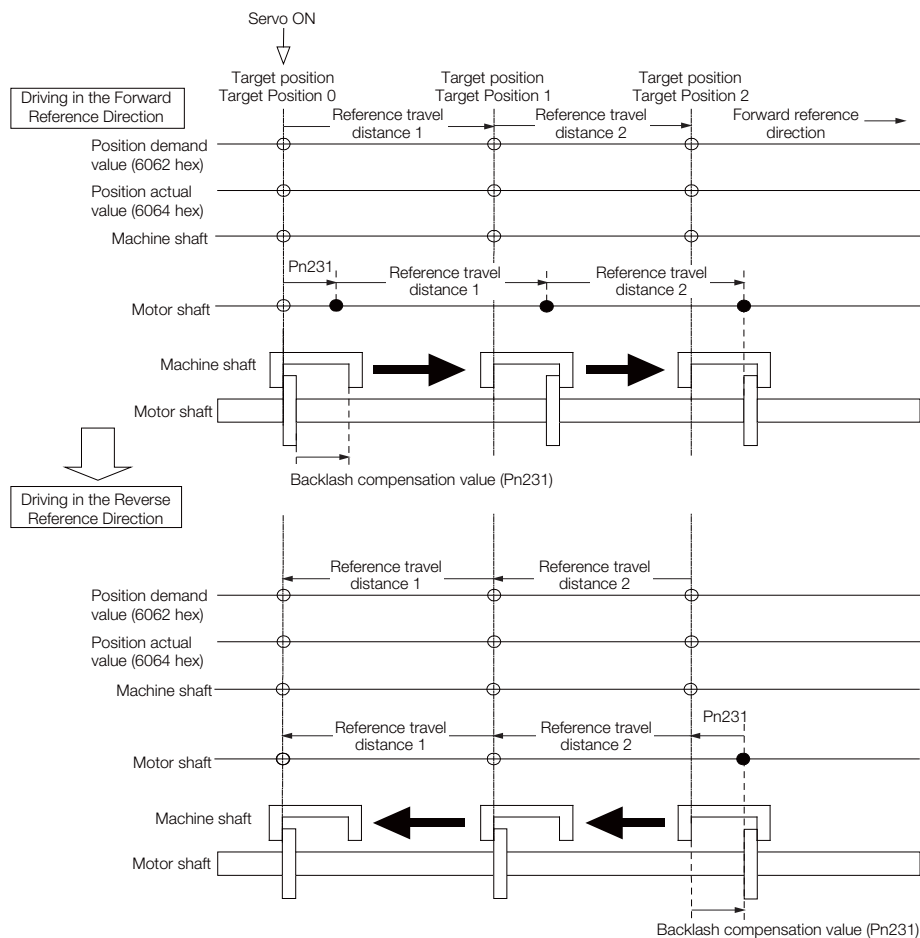 Servo ON
Target position
Target Position 0
Target position
Target Position 1
Target position
Target Position 2
Driving in the Forward
Reference Direction
Reference travel
distance 1
Reference travel
distance 2
Forward reference
direction
Position demand
value (6062 hex)
Position actual
value (6064 hex)
Machine shaft
Pn231
Reference travel
distance 1
Reference travel
distance 2
Motor shaft
Machine shaft
Motor shaft
Backlash compensation value (Pn231)
Driving in the Reverse
Reference Direction
Reference travel
distance 1
Reference travel
distance 2
Position demand
value (6062 hex)
Position actual
value (6064 hex)
Machine shaft
Reference travel
distance 1
Reference travel
distance 2
Pn231
Motor shaft
Machine shaft
Motor shaft
Backlash compensation value (Pn231)